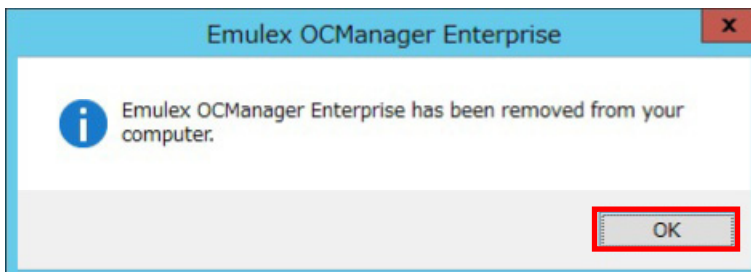 Emulex OCManager Enterprise
x
Emulex OCManager Enterprise has been removed from your
computer.
OK